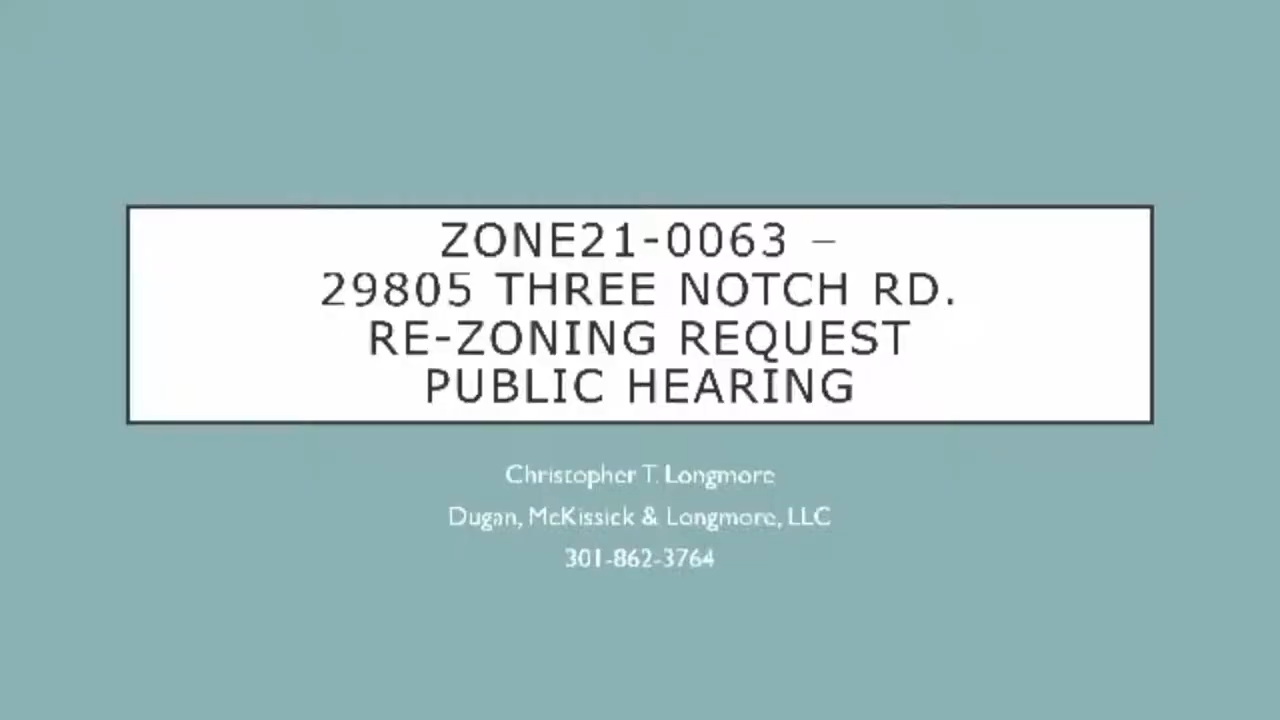 ZONE21-0063 –
29805 THREE NOTCH RD.
RE-ZONING REQUEST
PUBLIC HEARING
Christopher T. Longmore
Dugan, McKissick & Longmore, LLC
301-862-3764